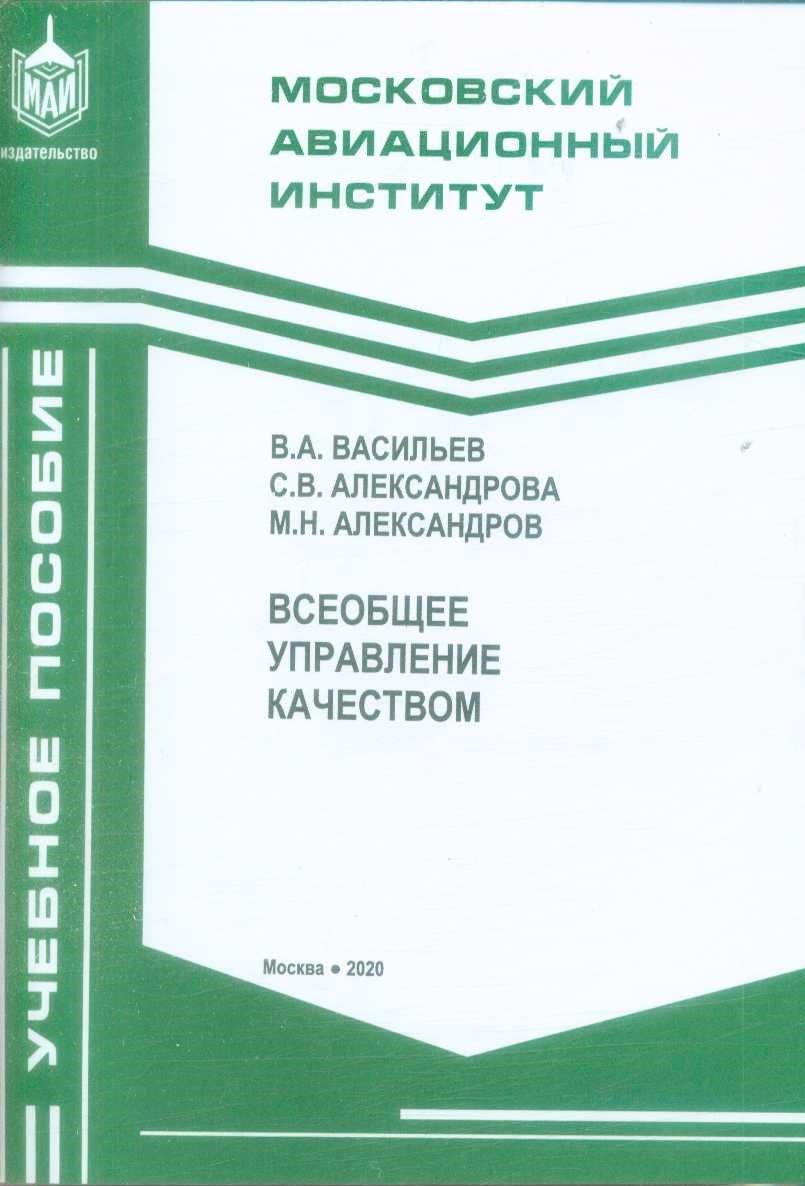 МАИ
издательство
МОСКОВСКИЙ
АВИАЦИОННЫЙ
ИНСТИТУТ
УЧЕБНОЕ ПОСОБИЕ
В.А. ВАСИЛЬЕВ
С.В. АЛЕКСАНДРОВА
М.Н. АЛЕКСАНДРОВ
ВСЕОБЩЕЕ
УПРАВЛЕНИЕ
КАЧЕСТВОМ
Москва • 2020